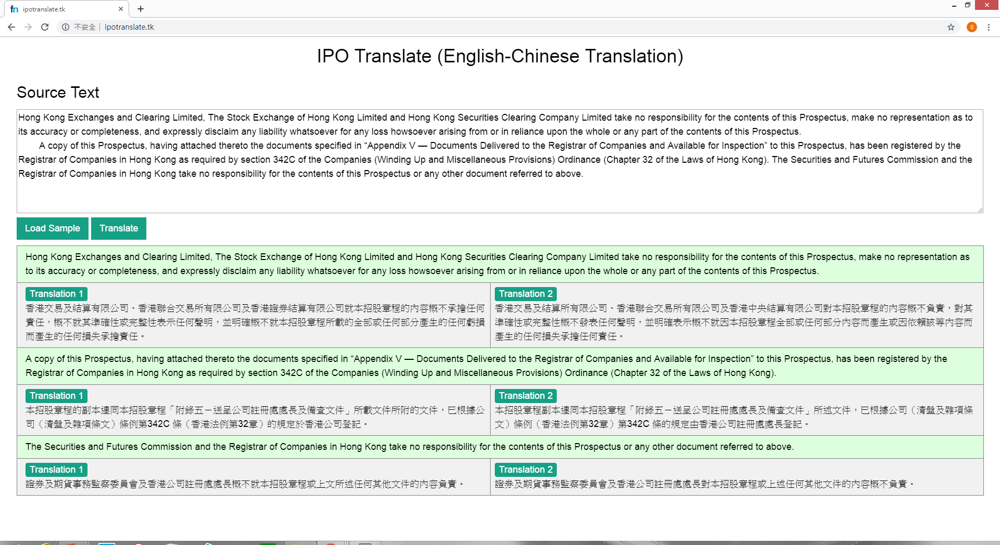 ipotranslate.tk
不安全 ipotranslate.tk
S
IPO Translate (English-Chinese Translation)
Source Text
Hong Kong Exchanges and Clearing Limited, The Stock Exchange of Hong Kong Limited and Hong Kong Securities Clearing Company Limited take no responsibility for the contents of this Prospectus, make no representation as to
its accuracy or completeness, and expressly disclaim any liability whatsoever for any loss howsoever arising from or in reliance upon the whole or any part of the contents of this Prospectus.
A copy of this Prospectus, having attached thereto the documents specified in “Appendix V — Documents Delivered to the Registrar of Companies and Available for Inspection” to this Prospectus, has been registered by the
Registrar of Companies in Hong Kong as required by section 342C of the Companies (Winding Up and Miscellaneous Provisions) Ordinance (Chapter 32 of the Laws of Hong Kong). The Securities and Futures Commission and the
Registrar of Companies in Hong Kong take no responsibility for the contents of this Prospectus or any other document referred to above.
Load Sample Translate
Hong Kong Exchanges and Clearing Limited, The Stock Exchange of Hong Kong Limited and Hong Kong Securities Clearing Company Limited take no responsibility for the contents of this Prospectus, make no representation as
to its accuracy or completeness, and expressly disclaim any liability whatsoever for any loss howsoever arising from or in reliance upon the whole or any part of the contents of this Prospectus.
Translation 1
香港交易及結算有限公司、香港聯合交易所有限公司及香港證券結算有限公司就本招股章程的內容概不承擔任何
責任，概不就其準確性或完整性表示任何聲明，並明確概不就本招股章程所載的全部或任何部分產生的任何虧損
而產生的任何損失承擔責任。
Translation 2
香港交易及結算所有限公司、香港聯合交易所有限公司及香港中央結算有限公司對本招股章程的內容概不負責，對其
準確性或完整性概不發表任何聲明，並明確表示概不就因本招股章程全部或任何部分內容而產生或因依賴該等內容而
產生的任何損失承擔任何責任。
A copy of this Prospectus, having attached thereto the documents specified in “Appendix V — Documents Delivered to the Registrar of Companies and Available for Inspection” to this Prospectus, has been registered by the
Registrar of Companies in Hong Kong as required by section 342C of the Companies (Winding Up and Miscellaneous Provisions) Ordinance (Chapter 32 of the Laws of Hong Kong).
Translation 1
本招股章程的副本連同本招股章程「附錄五－送呈公司註冊處處長及備查文件」所載文件所附的文件，已根據公
司（清盤及雜項條文）條例第342C 條（香港法例第32章）的規定於香港公司登記。
Translation 2
本招股章程副本連同本招股章程「附錄五－送呈公司註冊處處長及備查文件」所述文件，已根據公司（清盤及雜項條
文）條例（香港法例第32章）第342C 條的規定由香港公司註冊處處長登記。
The Securities and Futures Commission and the Registrar of Companies in Hong Kong take no responsibility for the contents of this Prospectus or any other document referred to above.
Translation 1
證券及期貨事務監察委員會及香港公司註冊處處長概不就本招股章程或上文所述任何其他文件的內容負責。
Translation 2
證券及期貨事務監察委員會及香港公司註冊處處長對本招股章程或上述任何其他文件的內容概不負責。